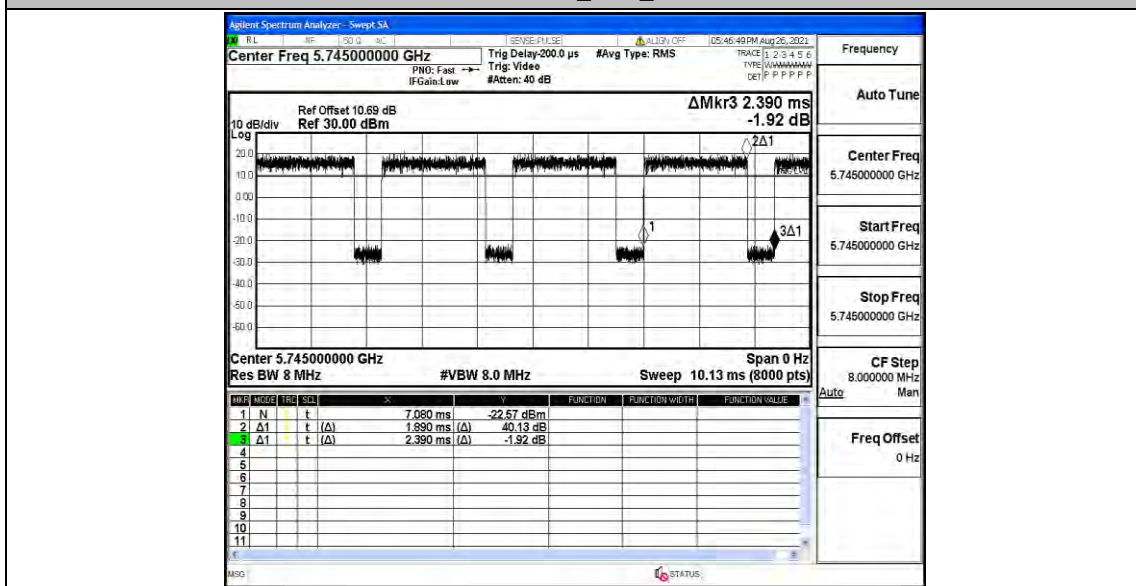 Agilent Spectrum Analyzer - Swept SA
RL RF 50 Ω AC SENSE:PULSE ALIGN OFF 05:46:49 PM Aug 26, 2021
Center Freq 5.745000000 GHz
PNO: Fast
IFGain:Low
Trig Delay-200.0 µs
Trig: Video
#Atten: 40 dB
#Avg Type: RMS
TRACE 1 2 3 4 5 6
TYPE
DET P P P P P P
Ref Offset 10.69 dB
10 dB/div Ref 30.00 dBm
Log
ΔMkr3 2.390 ms
-1.92 dB
20.0
10.0
0.00
-10.0
-20.0
-30.0
-40.0
-50.0
-60.0
2Δ1
1
3Δ1
Center 5.745000000 GHz Span 0 Hz
Res BW 8 MHz #VBW 8.0 MHz Sweep 10.13 ms (8000 pts)
MKR MODE TRC SCL X Y FUNCTION FUNCTION WIDTH FUNCTION VALUE
1 N t 7.080 ms -22.57 dBm
2 Δ1 t (Δ) 1.890 ms (Δ) 40.13 dB
3 Δ1 t (Δ) 2.390 ms (Δ) -1.92 dB
4
5
6
7
8
9
10
11
MSG STATUS
Frequency
Auto Tune
Center Freq
5.745000000 GHz
Start Freq
5.745000000 GHz
Stop Freq
5.745000000 GHz
CF Step
8.000000 MHz
Auto Man
Freq Offset
0 Hz